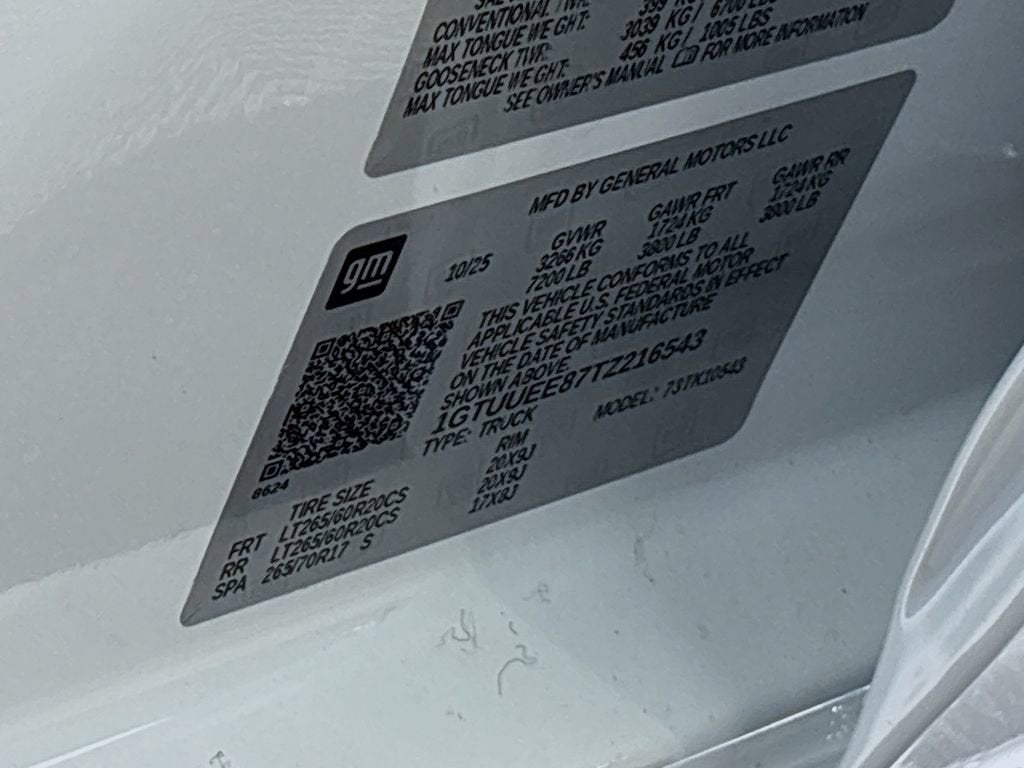 CONVENTIONAL TWR: 3039 KG/ 6700 LBS
MAX TONGUE WEIGHT:
GOOSENECK TWR:
MAX TONGUE WEIGHT: 456 KG/ 1005 LBS
SEE OWNER'S MANUAL FOR MORE INFORMATION
MFD BY GENERAL MOTORS LLC
gm
10/25
GVWR GAWR FRT GAWR RR
3266 KG 1724 KG 1724 KG
7200 LB 3800 LB 3800 LB
THIS VEHICLE CONFORMS TO ALL
APPLICABLE U.S. FEDERAL MOTOR
VEHICLE SAFETY STANDARDS IN EFFECT
ON THE DATE OF MANUFACTURE
SHOWN ABOVE.
1GTUUEE87TZ216543
TYPE: TRUCK MODEL: 73TK10543
8624
TIRE SIZE RIM
FRT LT265/60R20CS 20X9J
RR LT265/60R20CS 20X9J
SPA 265/70R17 S 17X8J